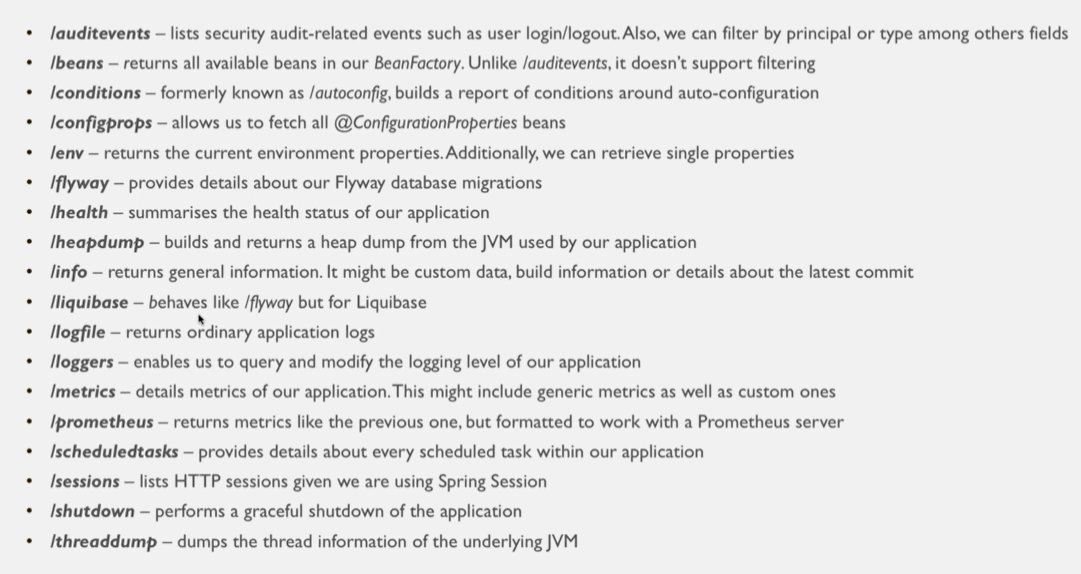 • /auditevents – lists security audit-related events such as user login/logout. Also, we can filter by principal or type among others fields
• /beans – returns all available beans in our BeanFactory. Unlike /auditevents, it doesn't support filtering
• /conditions – formerly known as /autoconfig, builds a report of conditions around auto-configuration
• /configprops – allows us to fetch all @ConfigurationProperties beans
• /env – returns the current environment properties. Additionally, we can retrieve single properties
• /flyway – provides details about our Flyway database migrations
• /health – summarises the health status of our application
• /heapdump – builds and returns a heap dump from the JVM used by our application
• /info – returns general information. It might be custom data, build information or details about the latest commit
• /liquibase – behaves like /flyway but for Liquibase
• /logfile – returns ordinary application logs
• /loggers – enables us to query and modify the logging level of our application
• /metrics – details metrics of our application. This might include generic metrics as well as custom ones
• /prometheus – returns metrics like the previous one, but formatted to work with a Prometheus server
• /scheduledtasks – provides details about every scheduled task within our application
• /sessions – lists HTTP sessions given we are using Spring Session
• /shutdown – performs a graceful shutdown of the application
• /threaddump – dumps the thread information of the underlying JVM